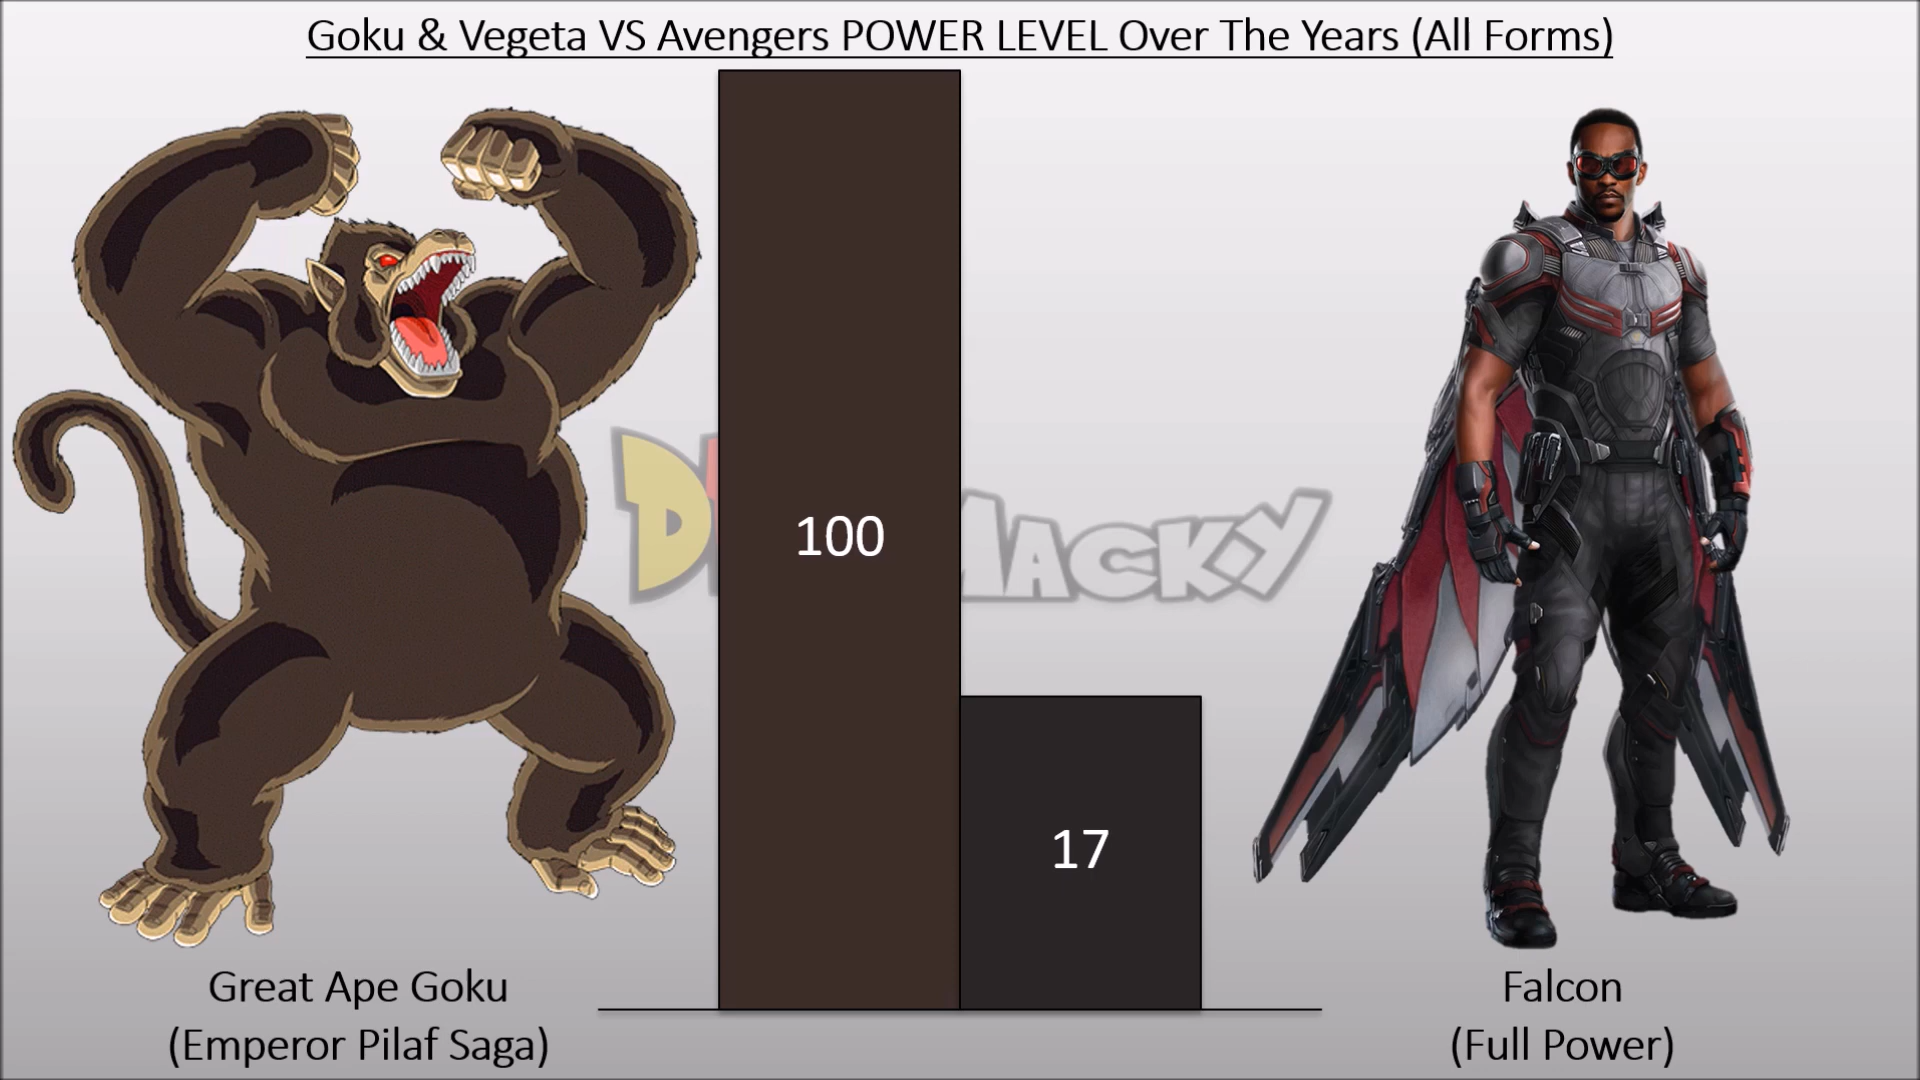 Goku & Vegeta VS Avengers POWER LEVEL Over The Years (All Forms)
100
MACKY
17
Great Ape Goku
(Emperor Pilaf Saga)
Falcon
(Full Power)